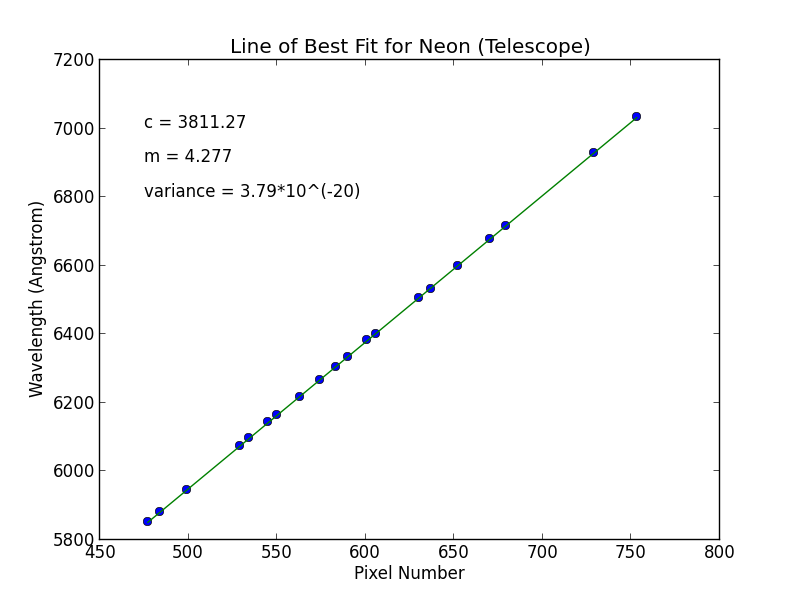 Line of Best Fit for Neon (Telescope)
7200
7000
6800
6600
6400
6200
6000
5800
c = 3811.27
m = 4.277
variance = 3.79*10^(-20)
Wavelength (Angstrom)
450 500 550 600 650 700 750 800
Pixel Number